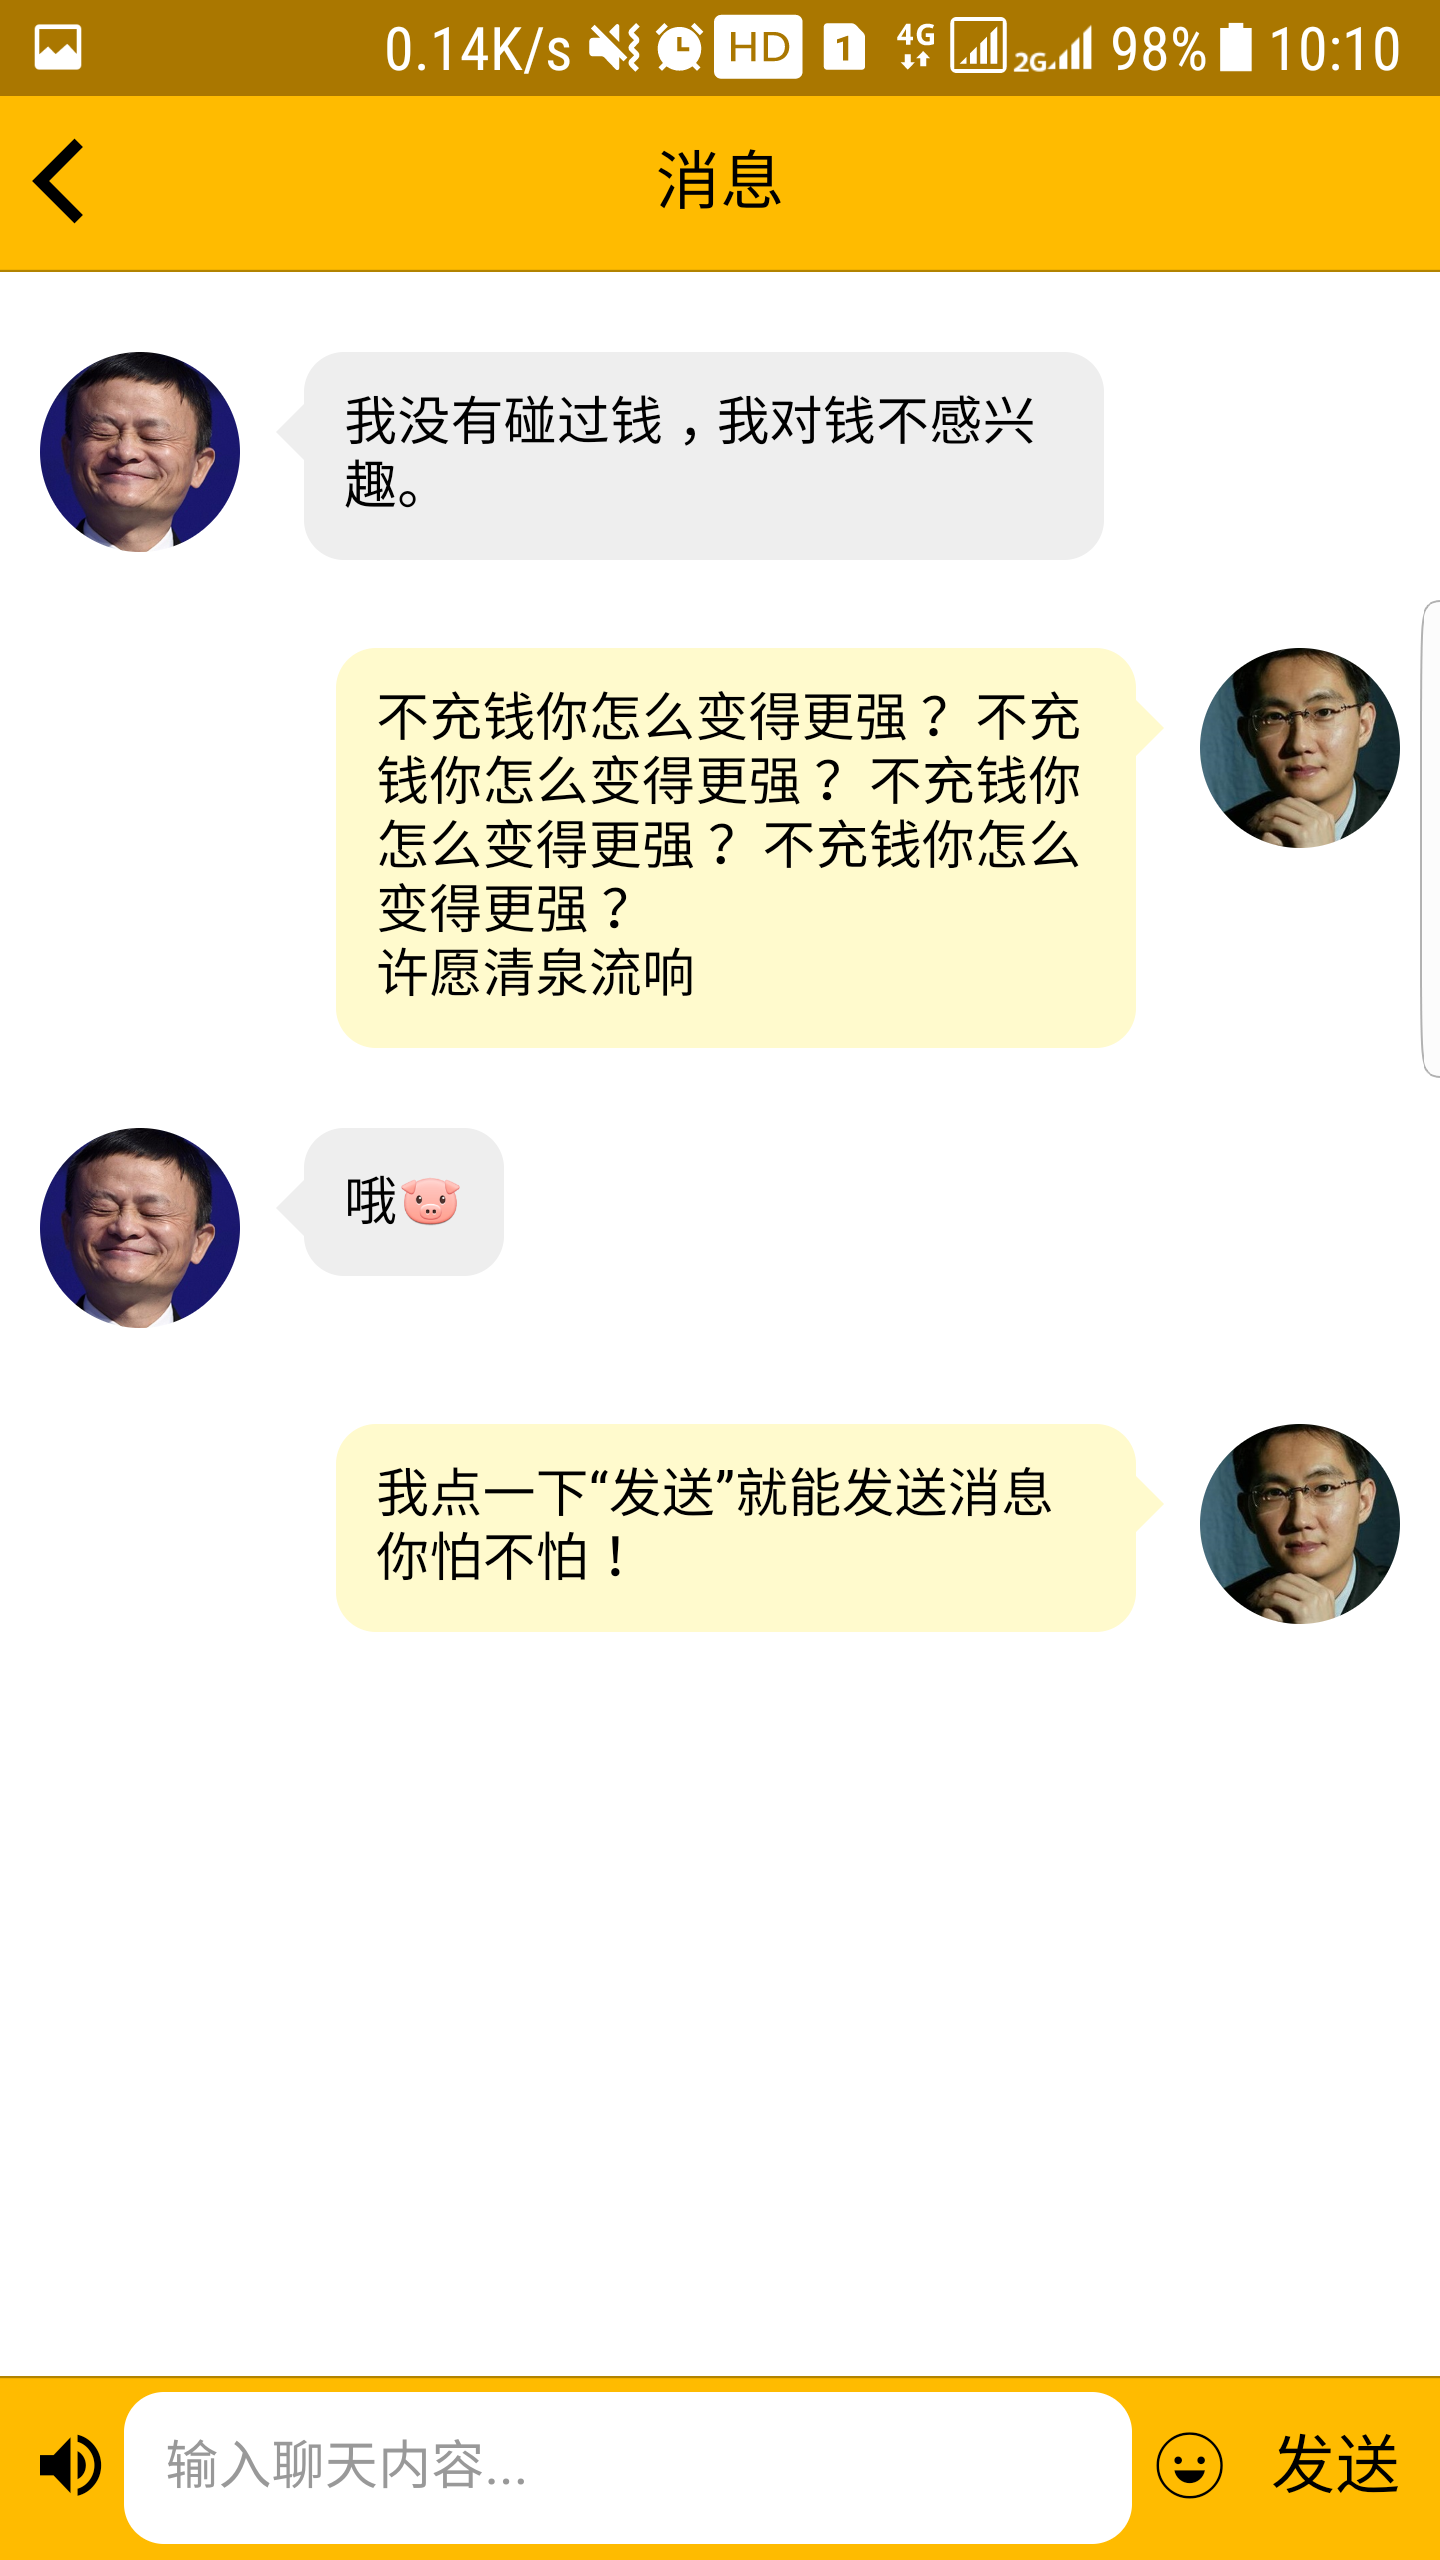 0.14K/s HD 1 4G 2G 98% 10:10
消息
我没有碰过钱，我对钱不感兴
趣。
不充钱你怎么变得更强？ 不充
钱你怎么变得更强？ 不充钱你
怎么变得更强？ 不充钱你怎么
变得更强？
许愿清泉流响
哦🐷
我点一下“发送”就能发送消息
你怕不怕！
输入聊天内容...
发送